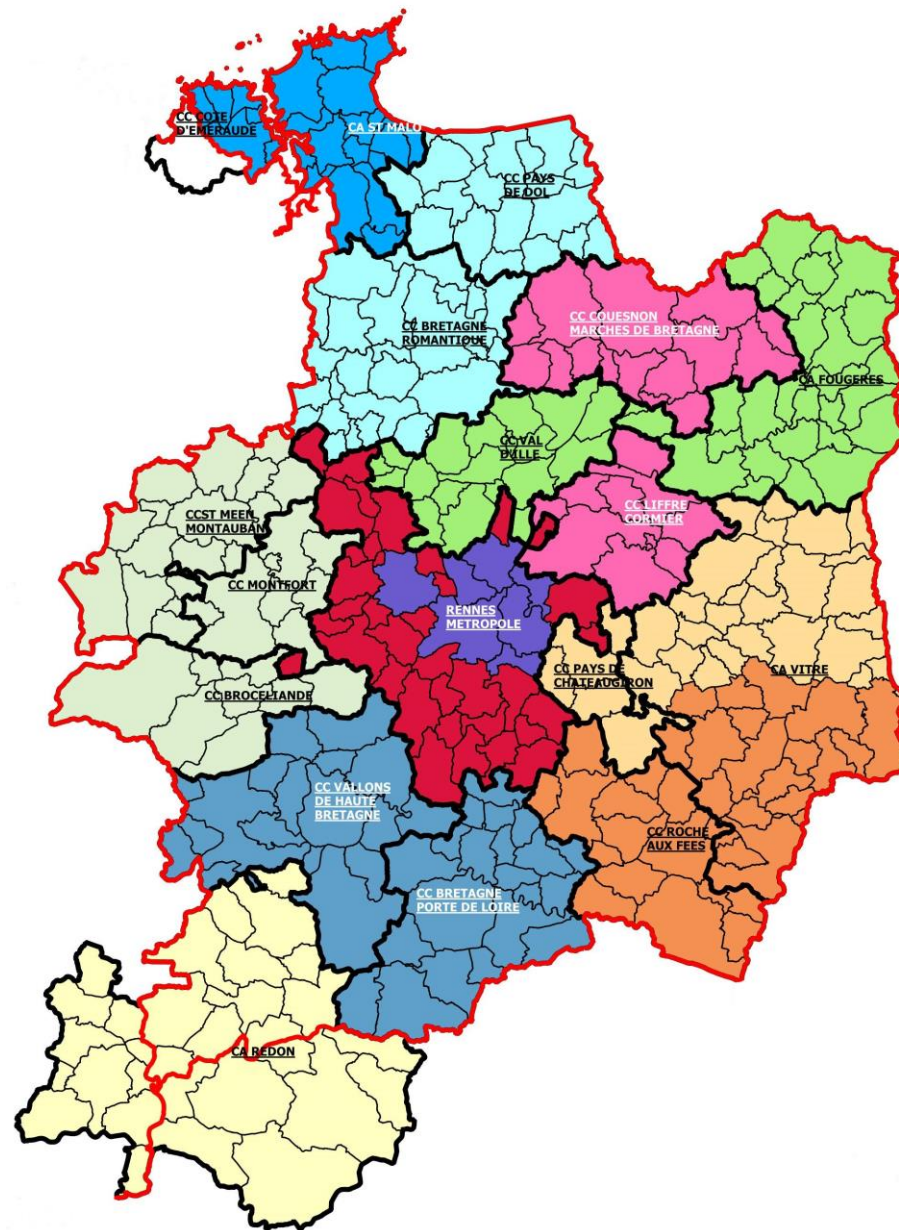 CC COTE
D'EMERAUDE
CA ST MALO
CC PAYS
DE DOL
CC COUESNON
MARCHES DE BRETAGNE
CC BRETAGNE
ROMANTIQUE
CA FOUGERES
CC VAL
D'ILLE
CCST MEEN
MONTAUBAN
CC LIFFRE
CORMIER
CC MONTFORT
RENNES
METROPOLE
CC PAYS DE
CHATEAUGIRON
CA VITRE
CC BROCELIANDE
CC VALLONS
DE HAUTE
BRETAGNE
CC ROCHE
AUX FEES
CC BRETAGNE
PORTE DE LOIRE
CA REDON